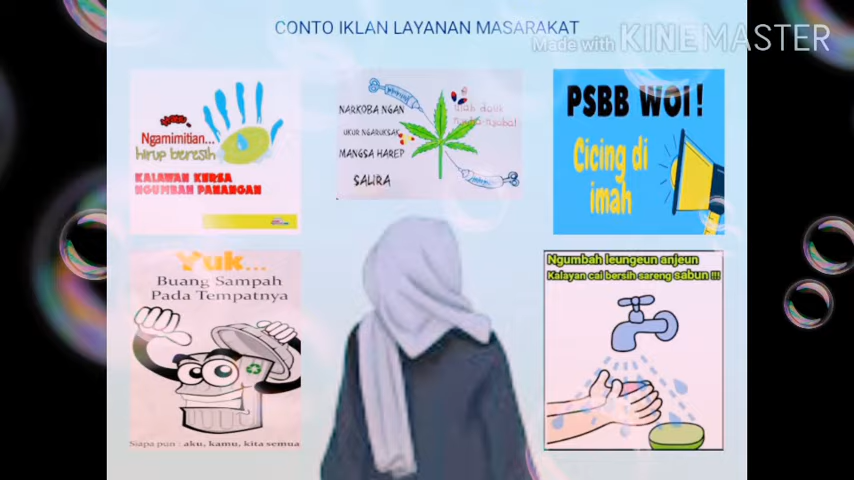 CONTO IKLAN LAYANAN MASARAKAT
Made with KINEMASTER
Ngamimitian...
hirup beresih
KALAWAN KERSA
NGUMBAH PANANGAN
NARKOBA NGAN
UKUR NGARUKSAK
MANGSA HAREP
SALIRA
PSBB WOI!
Cicing di
imah
Yuk...
Buang Sampah
Pada Tempatnya
Siapa pun : aku, kamu, kita semua
Ngumbah leungeun anjeun
Kalayan cai bersih sareng sabun !!!